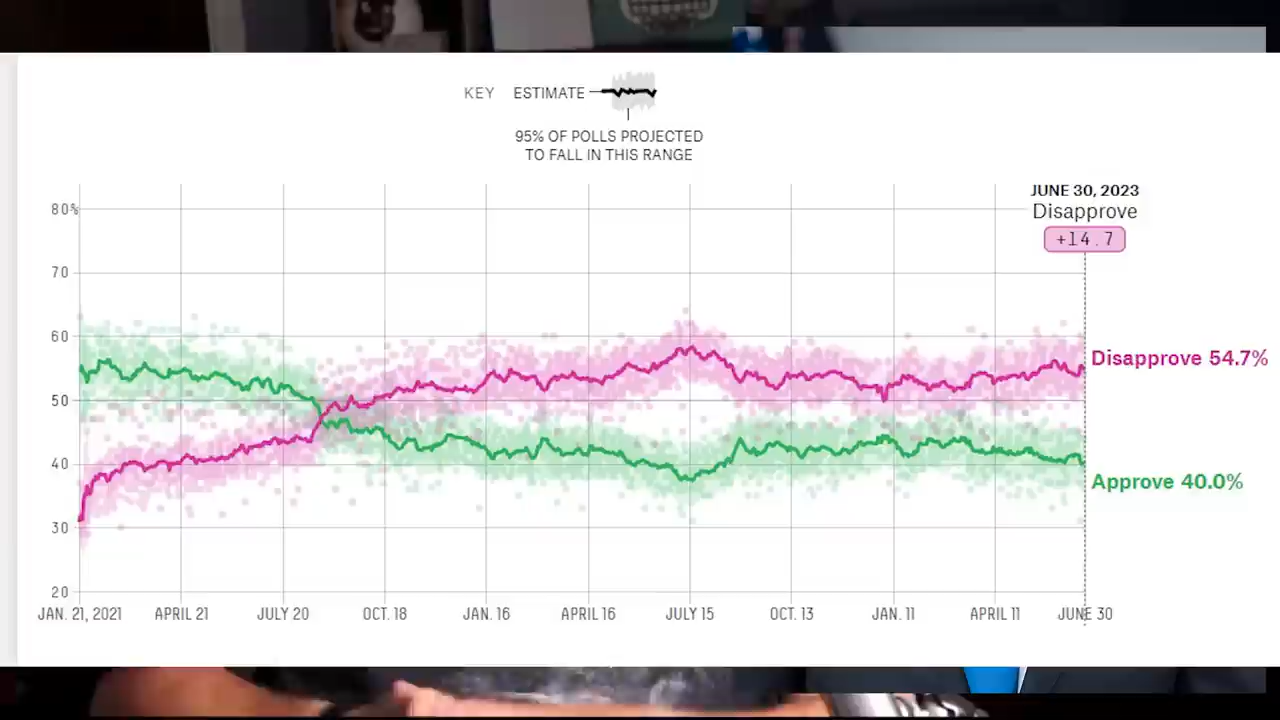 KEY ESTIMATE
95% OF POLLS PROJECTED
TO FALL IN THIS RANGE
JUNE 30, 2023
Disapprove
+14.7
80%
70
60
50
40
30
20
Disapprove 54.7%
Approve 40.0%
JAN. 21, 2021 APRIL 21 JULY 20 OCT. 18 JAN. 16 APRIL 16 JULY 15 OCT. 13 JAN. 11 APRIL 11 JUNE 30